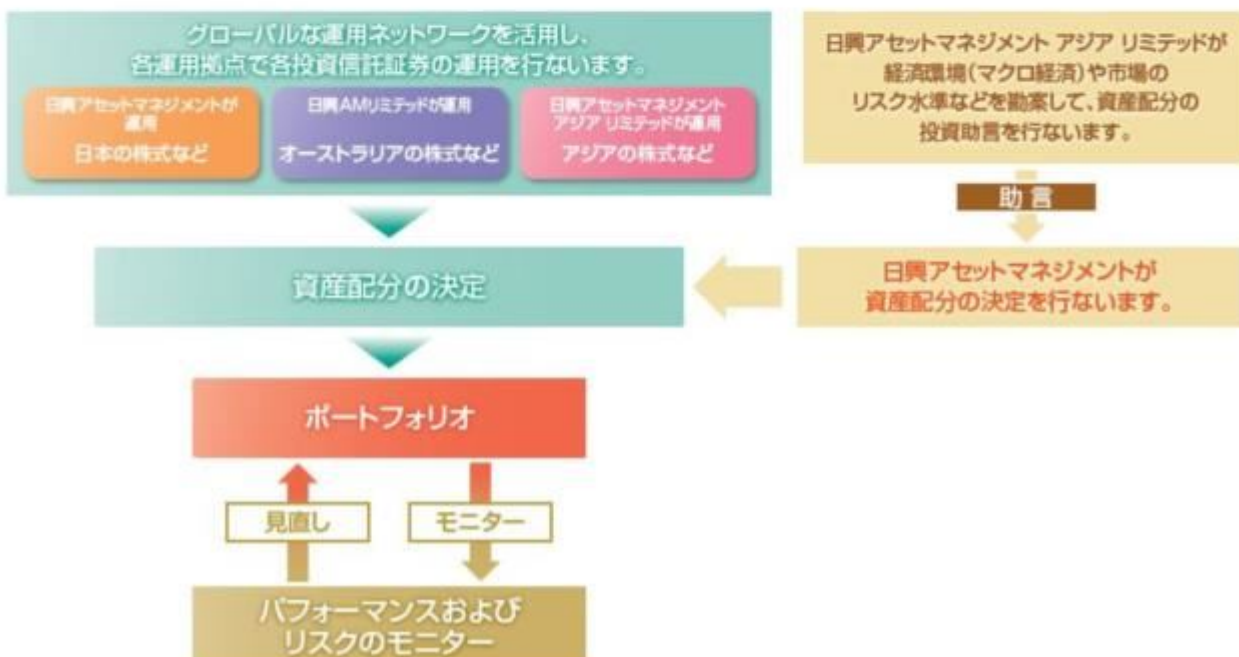 グローバルな運用ネットワークを活用し、
各運用拠点で各投資信託証券の運用を行ないます。
日興アセットマネジメントが
運用
日本の株式など
日興AMリミテッドが運用
オーストラリアの株式など
日興アセットマネジメント
アジア リミテッドが運用
アジアの株式など
日興アセットマネジメント アジア リミテッドが
経済環境(マクロ経済)や市場の
リスク水準などを勘案して、資産配分の
投資助言を行ないます。
助言
資産配分の決定
日興アセットマネジメントが
資産配分の決定を行ないます。
ポートフォリオ
見直し
モニター
パフォーマンスおよび
リスクのモニター